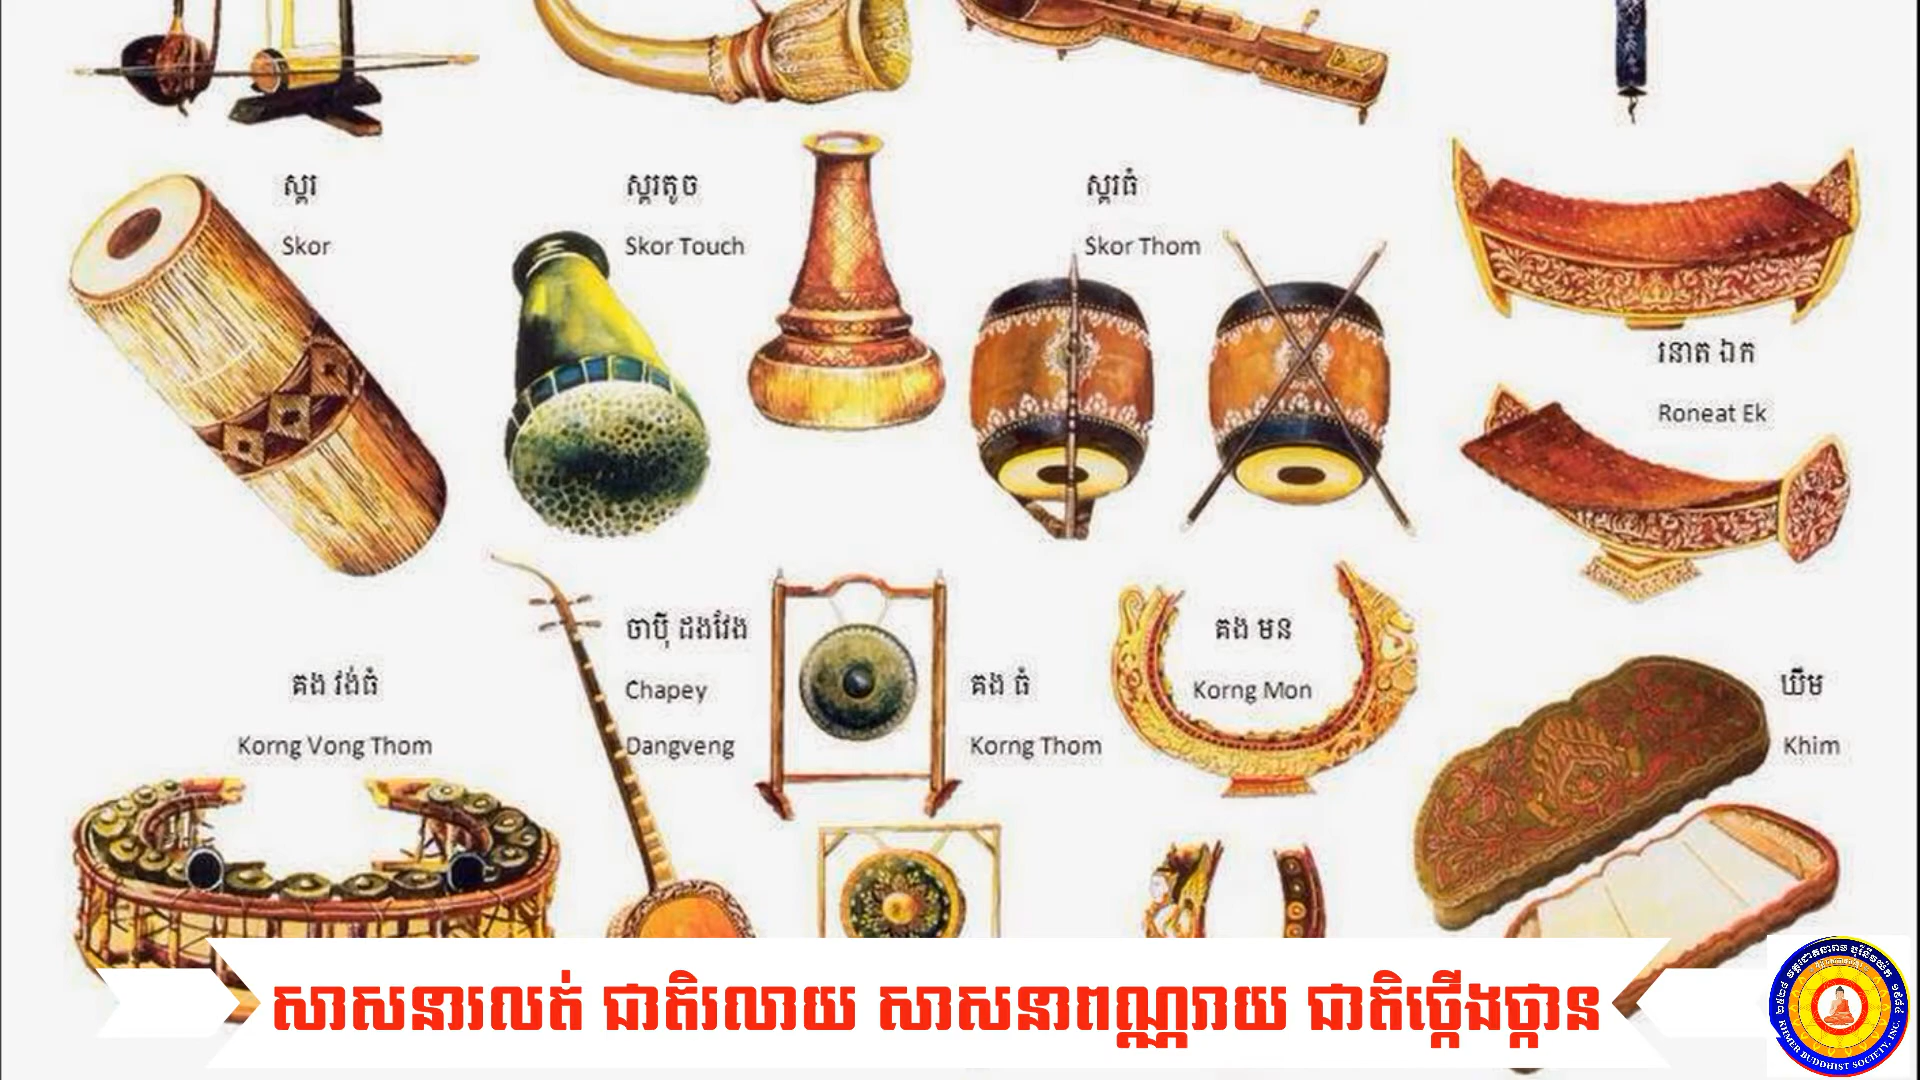 ស្គរ
Skor
ស្គរតូច
Skor Touch
ស្គរធំ
Skor Thom
រនាត ឯក
Roneat Ek
គង វង់ធំ
Korng Vong Thom
ចាប៉ី ដងវែង
Chapey
Dangveng
គង ធំ
Korng Thom
គង មន
Korng Mon
ឃឹម
Khim
សាសនារលត់ ជាតិរលាយ សាសនាពណ្ណរាយ ជាតិថ្កើងថ្កាន
KHMER BUDDHIST SOCIETY, INC.